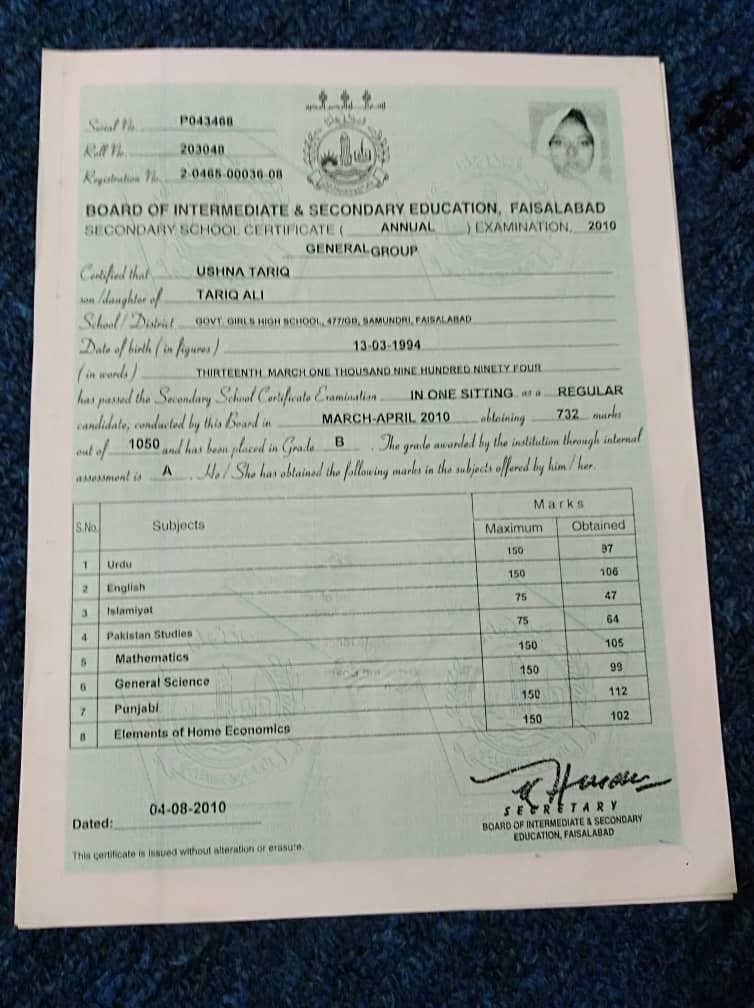 Serial No. P043468
Roll No. 203048
Registration No. 2-0465-00036-08
BOARD OF INTERMEDIATE & SECONDARY EDUCATION, FAISALABAD
SECONDARY SCHOOL CERTIFICATE ( ANNUAL ) EXAMINATION, 2010
GENERAL GROUP
Certified that USHNA TARIQ
son/daughter of TARIQ ALI
School / District GOVT. GIRLS HIGH SCHOOL, 477/GB, SAMUNDRI, FAISALABAD
Date of birth (in figures) 13-03-1994
(in words) THIRTEENTH MARCH ONE THOUSAND NINE HUNDRED NINETY FOUR
has passed the Secondary School Certificate Examination IN ONE SITTING as a REGULAR
candidate, conducted by this Board in MARCH-APRIL 2010 obtaining 732 marks
out of 1050 and has been placed in Grade B . The grade awarded by the institution through internal
assessment is A . He / She has obtained the following marks in the subjects offered by him / her.
S.No. Subjects Marks
Maximum Obtained
1 Urdu 150 97
2 English 150 106
3 Islamiyat 75 47
4 Pakistan Studies 75 64
5 Mathematics 150 105
6 General Science 150 99
7 Punjabi 150 112
8 Elements of Home Economics 150 102
Dated: 04-08-2010
SECRETARY
BOARD OF INTERMEDIATE & SECONDARY
EDUCATION, FAISALABAD
This certificate is issued without alteration or erasure.